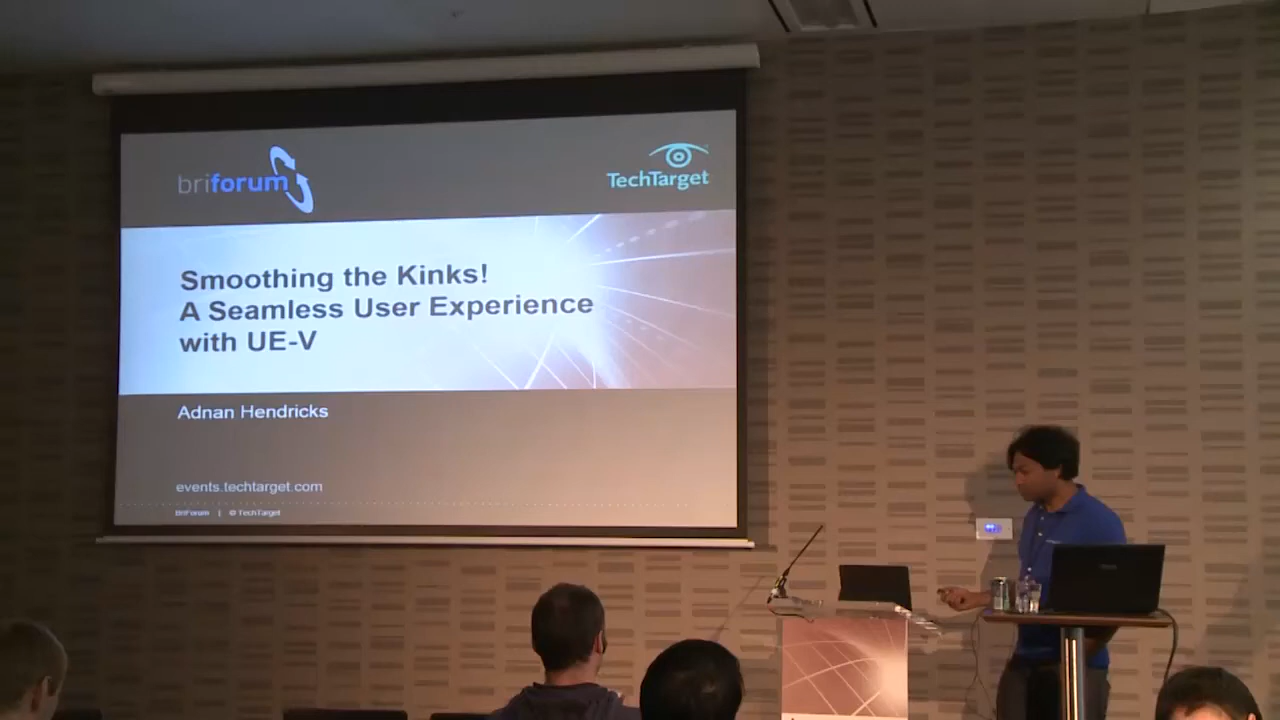 briforum
TechTarget
Smoothing the Kinks!
A Seamless User Experience
with UE-V
Adnan Hendricks
events.techtarget.com
BriForum | © TechTarget